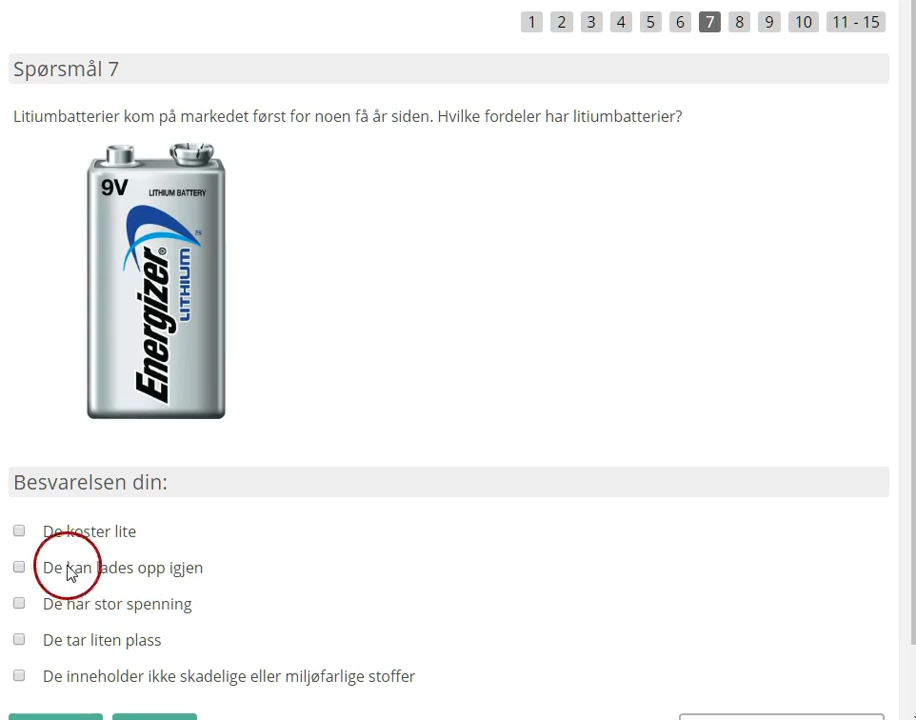 1 2 3 4 5 6 7 8 9 10 11 - 15
Spørsmål 7
Litiumbatterier kom på markedet først for noen få år siden. Hvilke fordeler har litiumbatterier?
9V
LITHIUM BATTERY
Energizer®
LITHIUM
Besvarelsen din:
De koster lite
De kan lades opp igjen
De har stor spenning
De tar liten plass
De inneholder ikke skadelige eller miljøfarlige stoffer